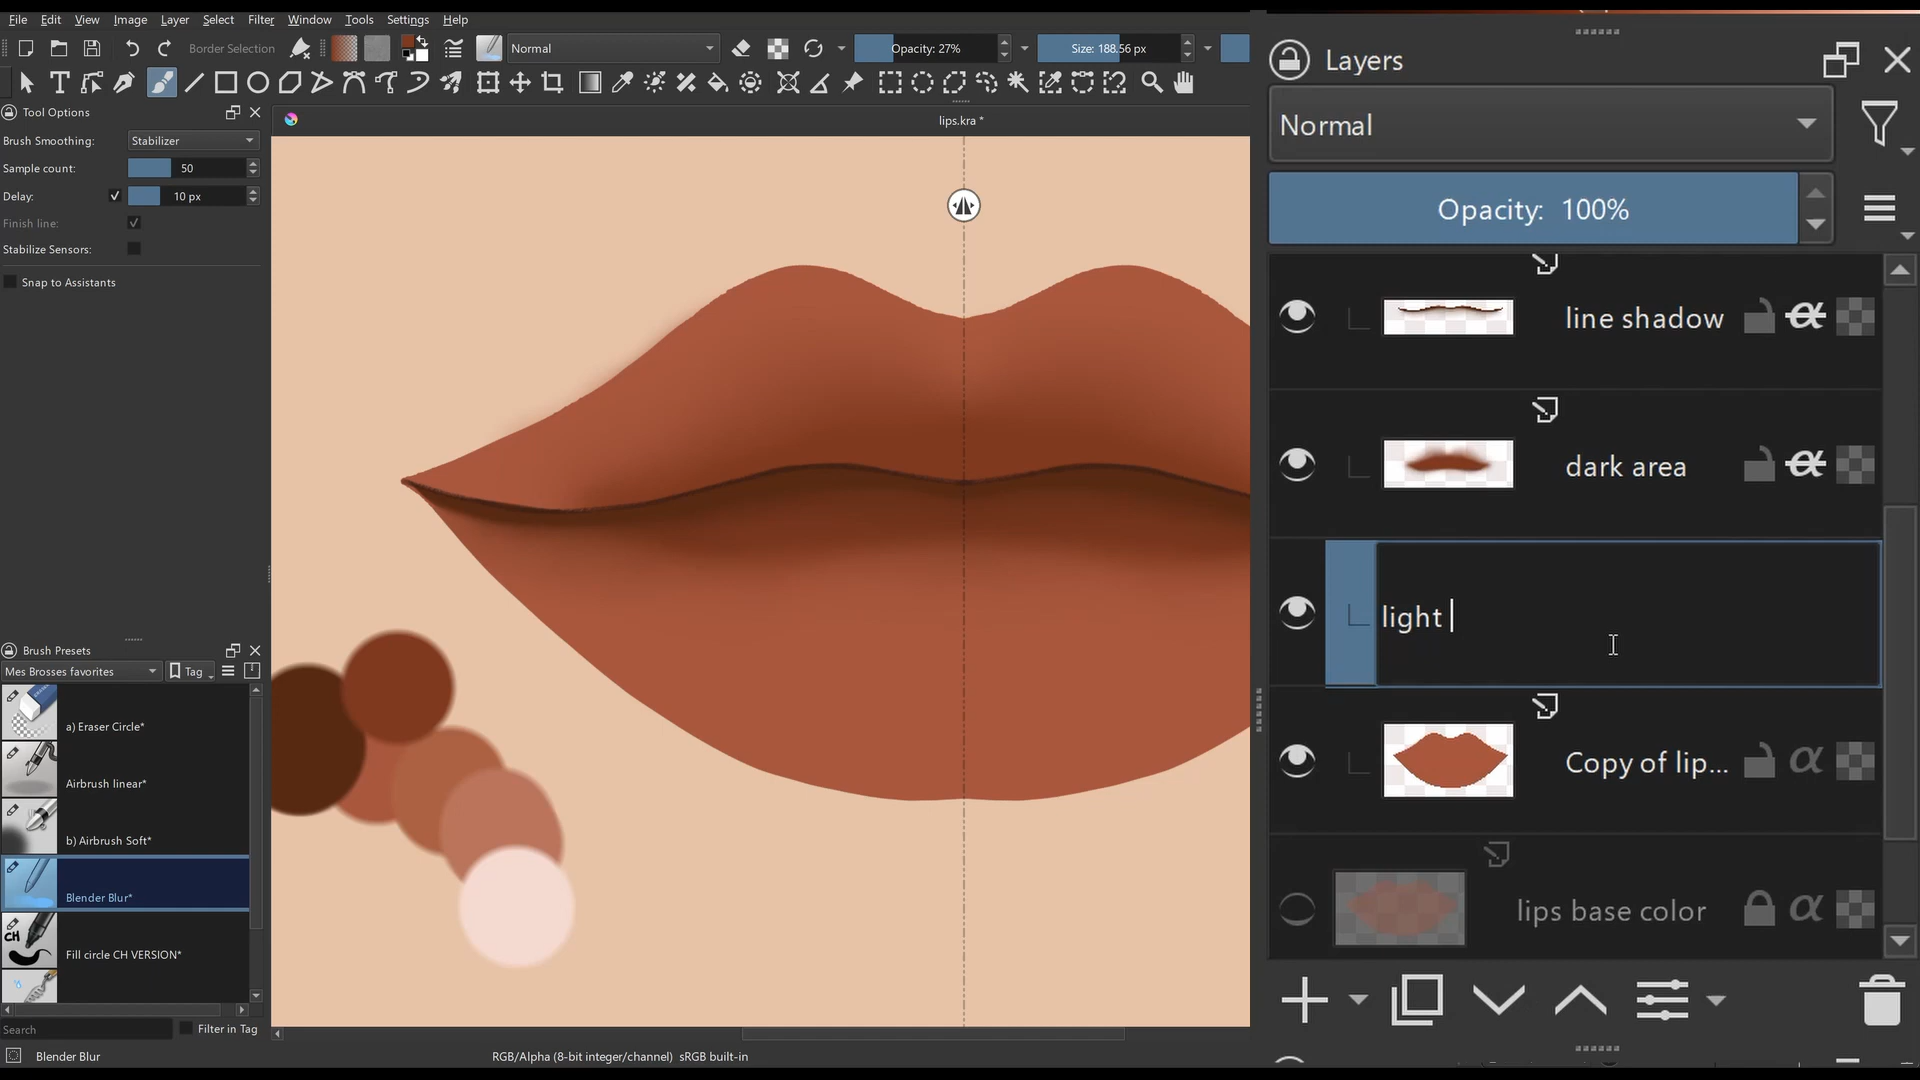 File Edit View Image Layer Select Filter Window Tools Settings Help
Border Selection
Normal
Opacity: 27%
Size: 188.56 px
Tool Options
lips.kra *
Brush Smoothing: Stabilizer
Sample count: 50
Delay: 10 px
Finish line:
Stabilize Sensors:
Snap to Assistants
Brush Presets
Mes Brosses favorites
Tag
a) Eraser Circle*
Airbrush linear*
b) Airbrush Soft*
Blender Blur*
CH
Fill circle CH VERSION*
Search
Filter in Tag
Blender Blur
RGB/Alpha (8-bit integer/channel) sRGB built-in
Layers
Normal
Opacity: 100%
line shadow
dark area
light
Copy of lip...
lips base color